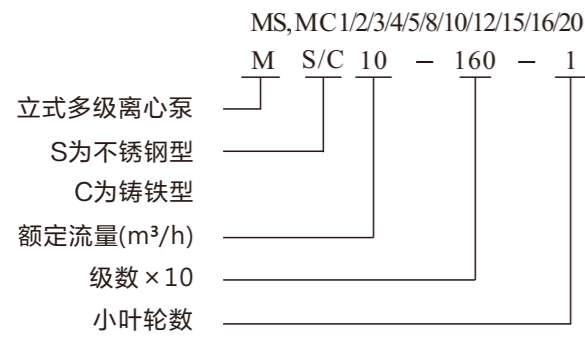 MS,MC1/2/3/4/5/8/10/12/15/16/20
M S/C 10 – 160 – 1
立式多级离心泵
S为不锈钢型
C为铸铁型
额定流量(m³/h)
级数×10
小叶轮数